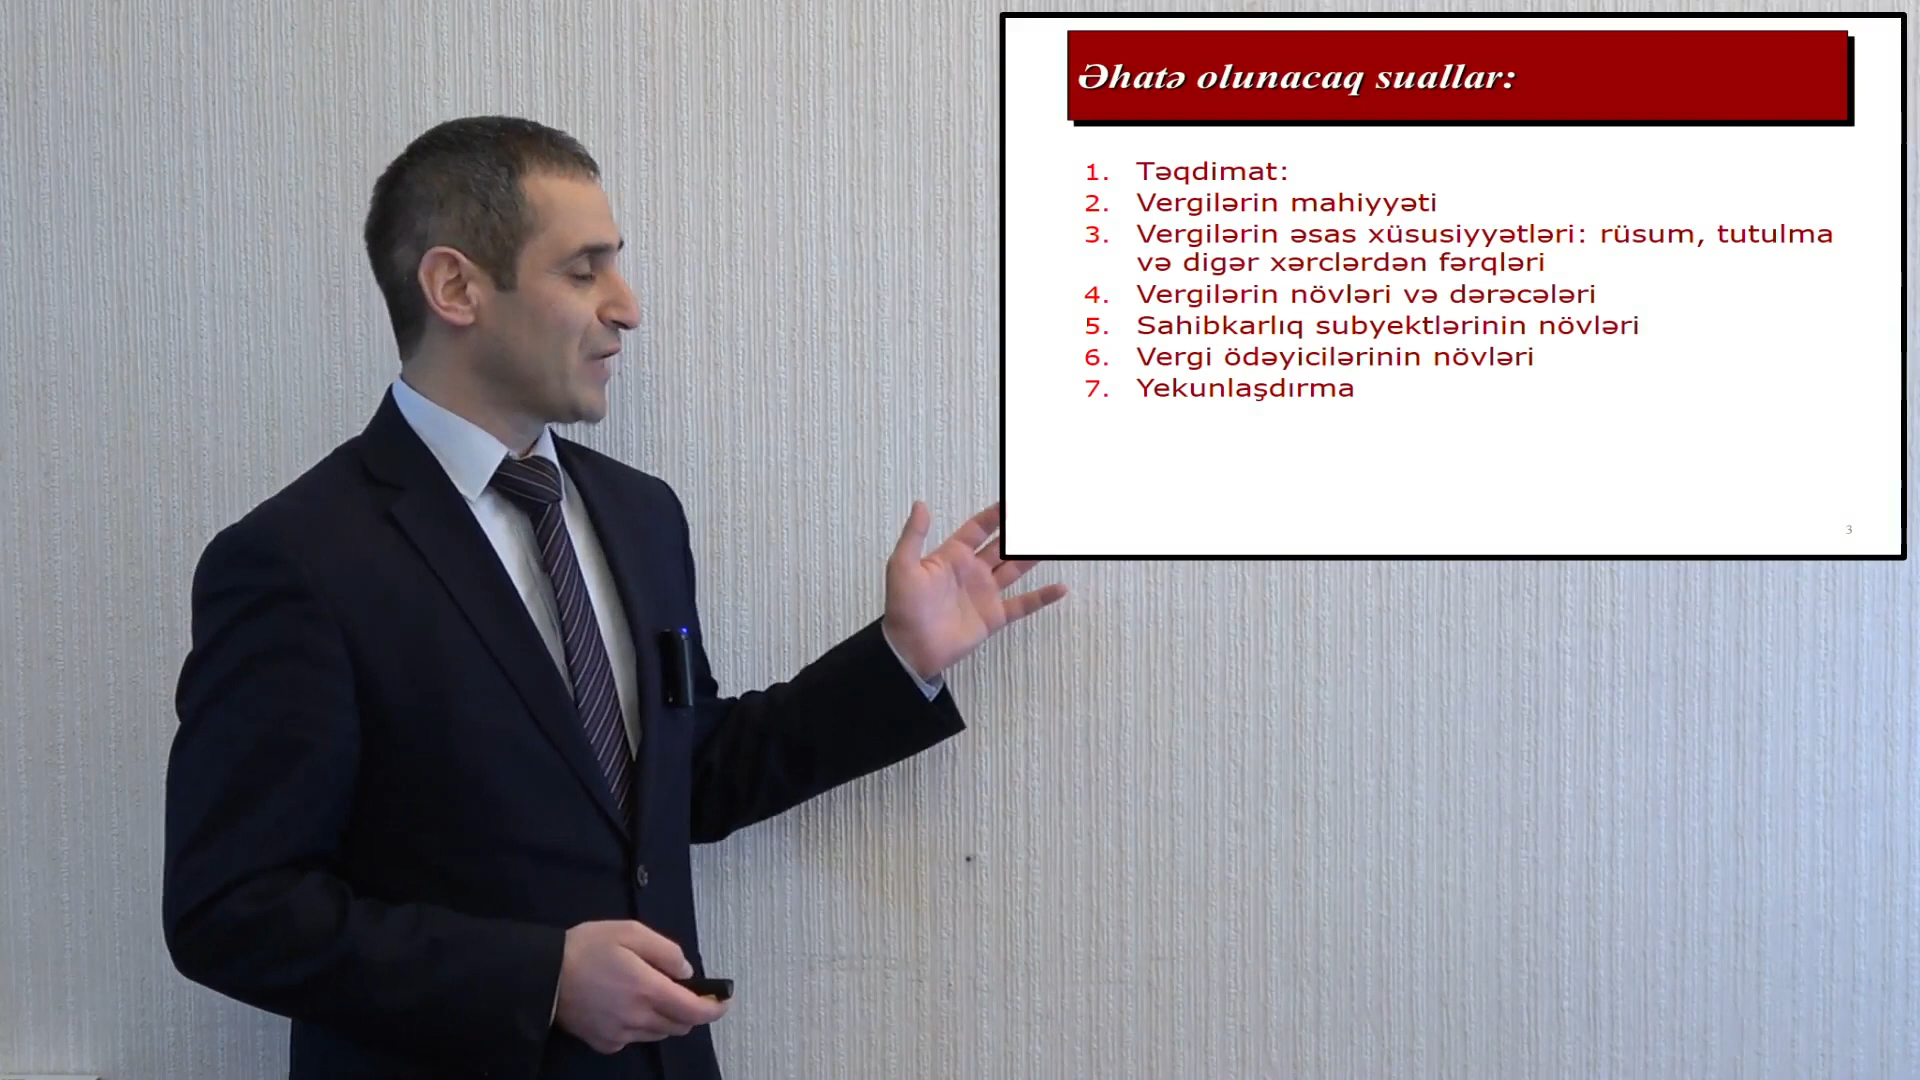 Əhatə olunacaq suallar:
1. Təqdimat:
2. Vergilərin mahiyyəti
3. Vergilərin əsas xüsusiyyətləri: rüsum, tutulma
və digər xərclərdən fərqləri
4. Vergilərin növləri və dərəcələri
5. Sahibkarlıq subyektlərinin növləri
6. Vergi ödəyicilərinin növləri
7. Yekunlaşdırma
3